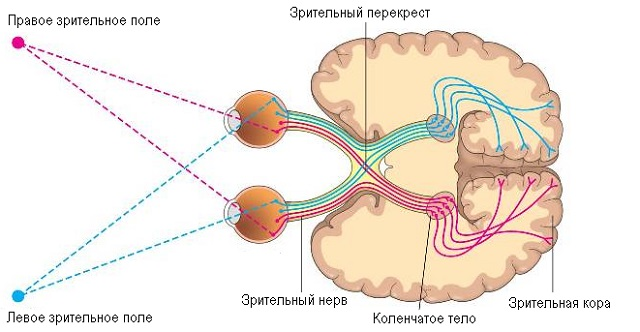 Зрительный перекрест
Правое зрительное поле
Левое зрительное поле
Зрительный нерв
Коленчатое тело
Зрительная кора